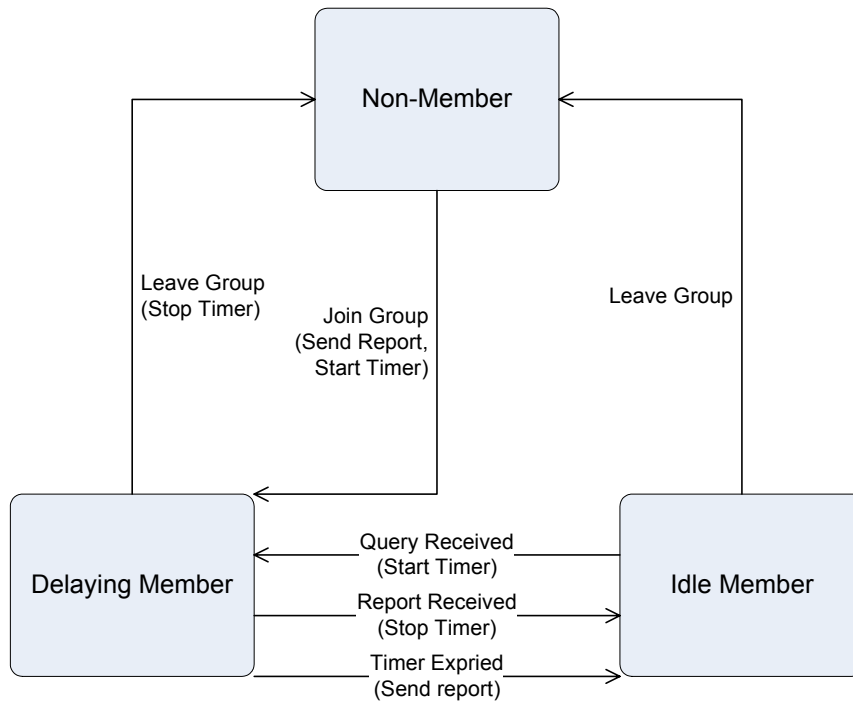 Non-Member
Leave Group
(Stop Timer)
Join Group
(Send Report,
Start Timer)
Leave Group
Delaying Member
Query Received
(Start Timer)
Report Received
(Stop Timer)
Timer Expried
(Send report)
Idle Member